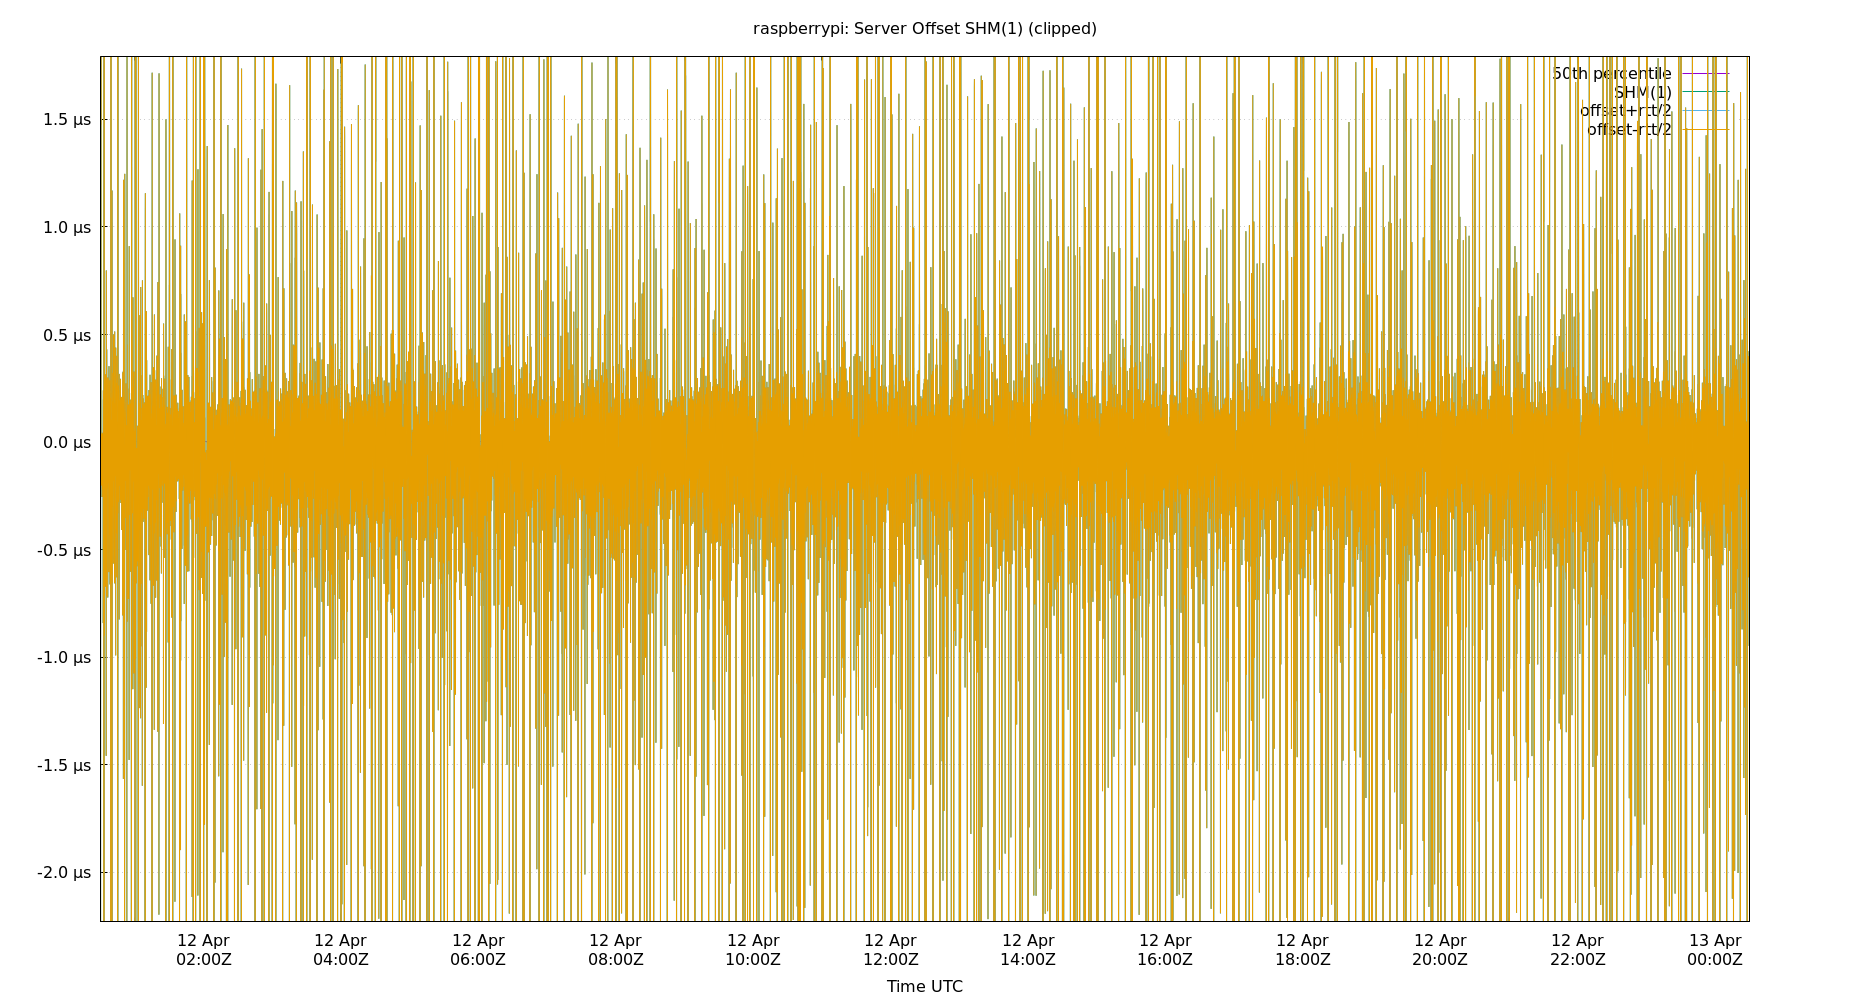 raspberrypi: Server Offset SHM(1) (clipped)
50th percentile
SHM(1)
offset+rtt/2
offset-rtt/2
1.5 µs
1.0 µs
0.5 µs
0.0 µs
-0.5 µs
-1.0 µs
-1.5 µs
-2.0 µs
12 Apr 12 Apr 12 Apr 12 Apr 12 Apr 12 Apr 12 Apr 12 Apr 12 Apr 12 Apr 12 Apr 13 Apr
02:00Z 04:00Z 06:00Z 08:00Z 10:00Z 12:00Z 14:00Z 16:00Z 18:00Z 20:00Z 22:00Z 00:00Z
Time UTC